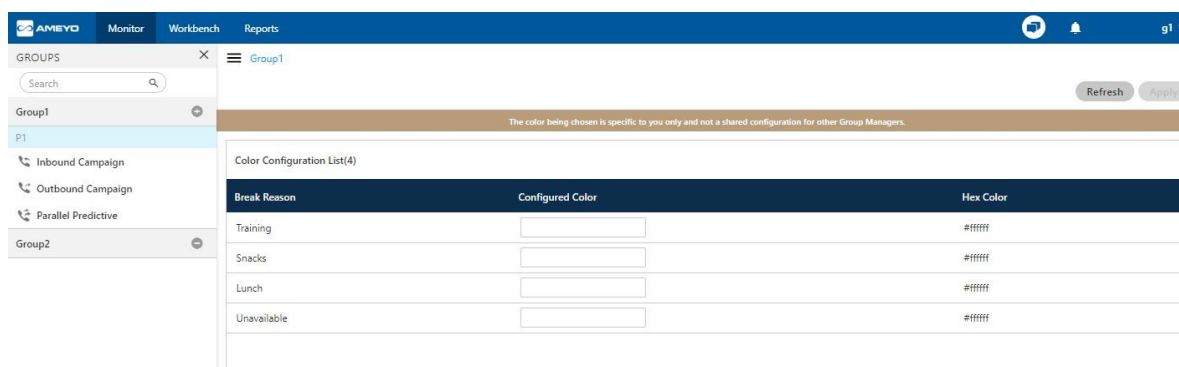 AMEYO Monitor Workbench Reports g1
GROUPS
Search
Group1
P1
Inbound Campaign
Outbound Campaign
Parallel Predictive
Group2
Group1
Refresh Apply
The color being chosen is specific to you only and not a shared configuration for other Group Managers.
Color Configuration List(4)
Break Reason Configured Color Hex Color
Training #ffffff
Snacks #ffffff
Lunch #ffffff
Unavailable #ffffff